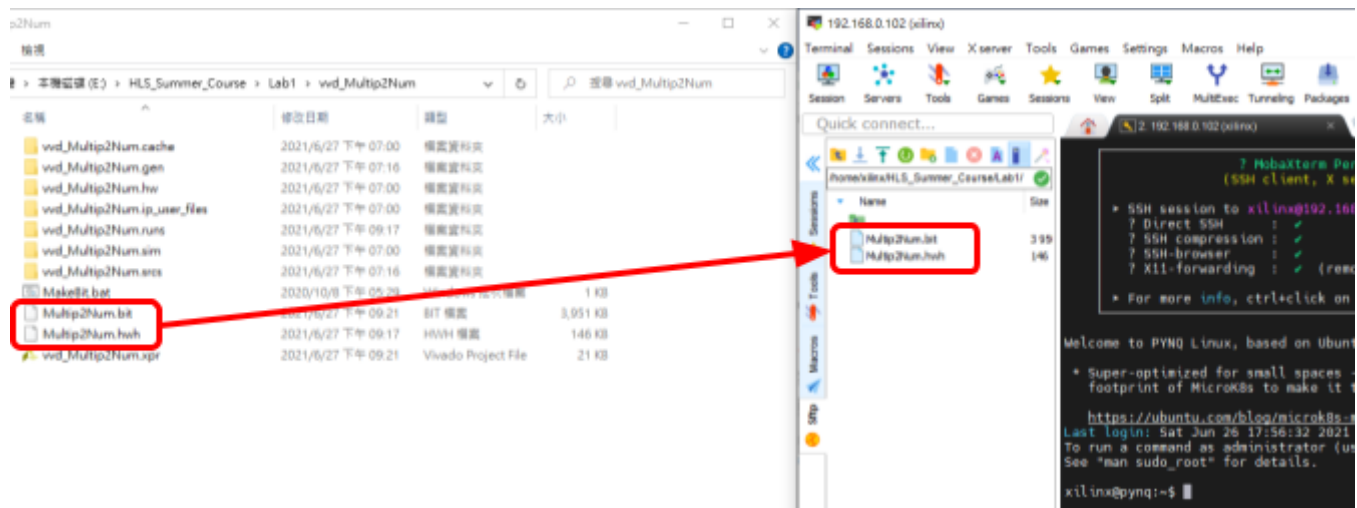 p2Num
檢視
本機磁碟 (E:) › HLS_Summer_Course › Lab1 › vvd_Multip2Num
搜尋 vvd_Multip2Num
名稱 修改日期 類型 大小
vvd_Multip2Num.cache 2021/6/27 下午 07:00 檔案資料夾
vvd_Multip2Num.gen 2021/6/27 下午 07:16 檔案資料夾
vvd_Multip2Num.hw 2021/6/27 下午 07:00 檔案資料夾
vvd_Multip2Num.ip_user_files 2021/6/27 下午 07:00 檔案資料夾
vvd_Multip2Num.runs 2021/6/27 下午 09:17 檔案資料夾
vvd_Multip2Num.sim 2021/6/27 下午 07:00 檔案資料夾
vvd_Multip2Num.srcs 2021/6/27 下午 07:16 檔案資料夾
MakeBit.bat 2020/10/8 下午 05:29 1 KB
Multip2Num.bit 2021/6/27 下午 09:21 BIT 檔案 3,951 KB
Multip2Num.hwh 2021/6/27 下午 09:17 HWH 檔案 146 KB
vvd_Multip2Num.xpr 2021/6/27 下午 09:21 Vivado Project File 21 KB
192.168.0.102 (xilinx)
Terminal Sessions View X server Tools Games Settings Macros Help
Session Servers Tools Games Sessions View Split MultiExec Tunneling Packages
Quick connect...
2. 192.168.0.102 (xilinx)
/home/xilinx/HLS_Summer_Course/Lab1/
Name Size
..
Multip2Num.bit 3 95
Multip2Num.hwh 146
Sessions
Tools
Macros
Sftp
? MobaXterm Per
(SSH client, X se
▸ SSH session to xilinx@192.168
? Direct SSH : ✔
? SSH compression : ✔
? SSH-browser : ✔
? X11-forwarding : ✔ (remo
▸ For more info, ctrl+click on
Welcome to PYNQ Linux, based on Ubunt
* Super-optimized for small spaces -
footprint of MicroK8s to make it t
https://ubuntu.com/blog/microk8s-m
Last login: Sat Jun 26 17:56:32 2021
To run a command as administrator (us
See "man sudo_root" for details.
xilinx@pynq:~$